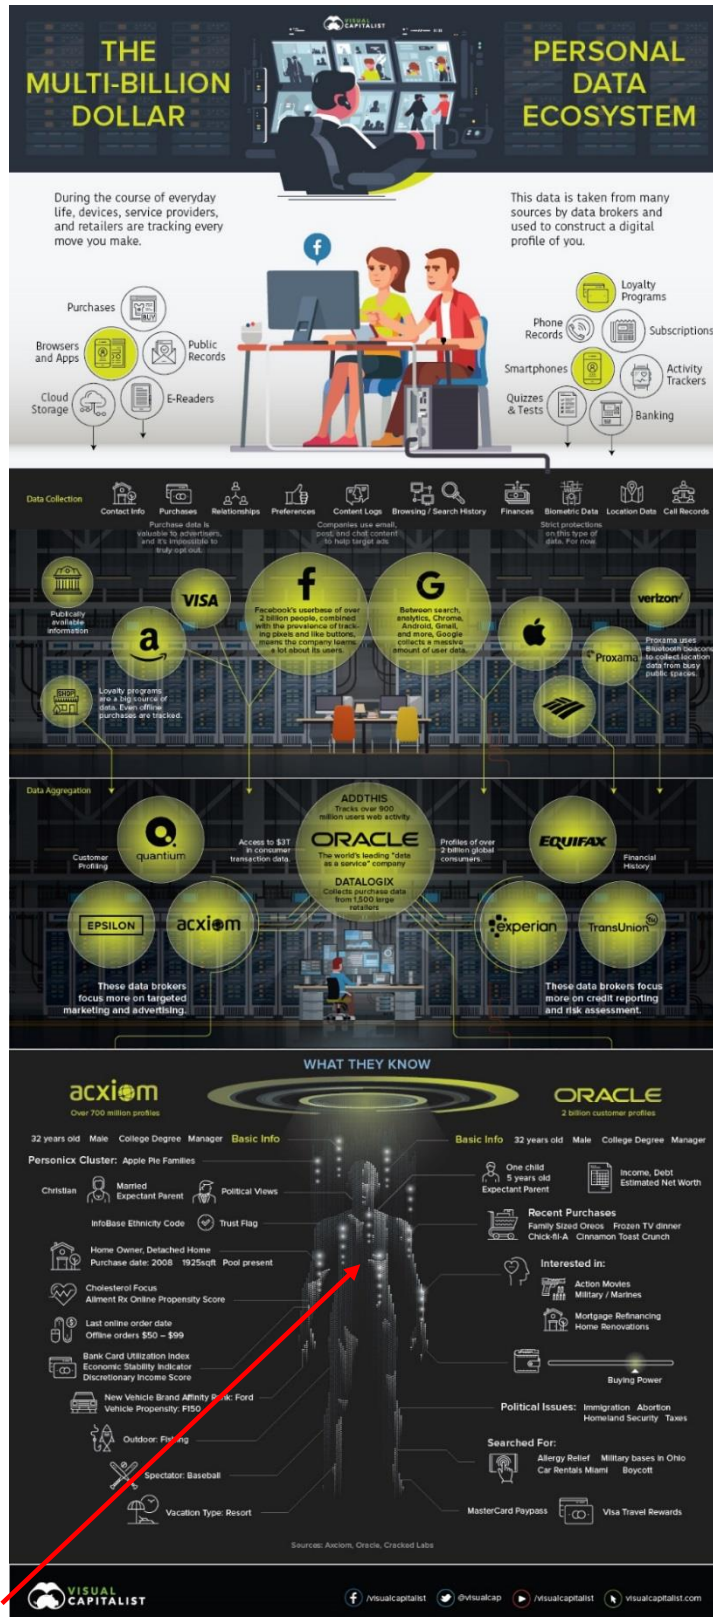 VISUAL
CAPITALIST
THE
MULTI-BILLION
DOLLAR
PERSONAL
DATA
ECOSYSTEM
During the course of everyday
life, devices, service providers,
and retailers are tracking every
move you make.
This data is taken from many
sources by data brokers and
used to construct a digital
profile of you.
Purchases
BUY
Browsers
and Apps
Public
Records
Cloud
Storage
E-Readers
Loyalty
Programs
Phone
Records
Subscriptions
Smartphones
Activity
Trackers
Quizzes
& Tests
Banking
Data Collection
Contact Info
Purchases
Relationships
Preferences
Content Logs
Browsing / Search History
Finances
Biometric Data
Location Data
Call Records
Purchase data is
valuable to advertisers,
and it's impossible to
truly opt out.
Companies use email,
post, and chat content
to help target ads
Strict protections
on this type of
data. For now
Publically
available
information
VISA
Facebook's userbase of over
2 billion people, combined
with the prevalence of track-
ing pixels and like buttons,
means the company learns
a lot about its users.
G
Between search,
analytics, Chrome,
Android, Gmail,
and more, Google
collects a massive
amount of user data.
verizon
a
Proxama
Proxama uses
Bluetooth beacons
to collect location
data from busy
public spaces.
SHOP
Loyalty programs
are a big source of
data. Even offline
purchases are tracked.
Data Aggregation
ADDTHIS
Tracks over 900
million users web activity
ORACLE
The world's leading "data
as a service" company
DATALOGIX
Collects purchase data
from 1,500 large
retailers
Customer
Profiling
quantium
Access to $3T
in consumer
transaction data.
Profiles of over
2 billion global
consumers.
EQUIFAX
Financial
History
EPSILON
acxiom
experian
TransUnion
These data brokers
focus more on targeted
marketing and advertising.
These data brokers focus
more on credit reporting
and risk assessment.
WHAT THEY KNOW
acxiom
Over 700 million profiles
ORACLE
2 billion customer profiles
32 years old Male College Degree Manager Basic Info
Basic Info 32 years old Male College Degree Manager
Personicx Cluster: Apple Pie Families
Christian
Married
Expectant Parent
Political Views
InfoBase Ethnicity Code
Trust Flag
Home Owner, Detached Home
Purchase date: 2008 1925sqft Pool present
Cholesterol Focus
Ailment Rx Online Propensity Score
Last online order date
Offline orders $50 – $99
Bank Card Utilization Index
Economic Stability Indicator
Discretionary Income Score
New Vehicle Brand Affinity Rank: Ford
Vehicle Propensity: F150
Outdoor: Fishing
Spectator: Baseball
Vacation Type: Resort
One child
5 years old
Expectant Parent
Income, Debt
Estimated Net Worth
Recent Purchases
Family Sized Oreos Frozen TV dinner
Chick-fil-A Cinnamon Toast Crunch
Interested in:
Action Movies
Military / Marines
Mortgage Refinancing
Home Renovations
Buying Power
Political Issues: Immigration Abortion
Homeland Security Taxes
Searched For:
Allergy Relief Military bases in Ohio
Car Rentals Miami Boycott
MasterCard Paypass
Visa Travel Rewards
Sources: Axciom, Oracle, Cracked Labs
VISUAL
CAPITALIST
/visualcapitalist
@visualcap
/visualcapitalist
visualcapitalist.com